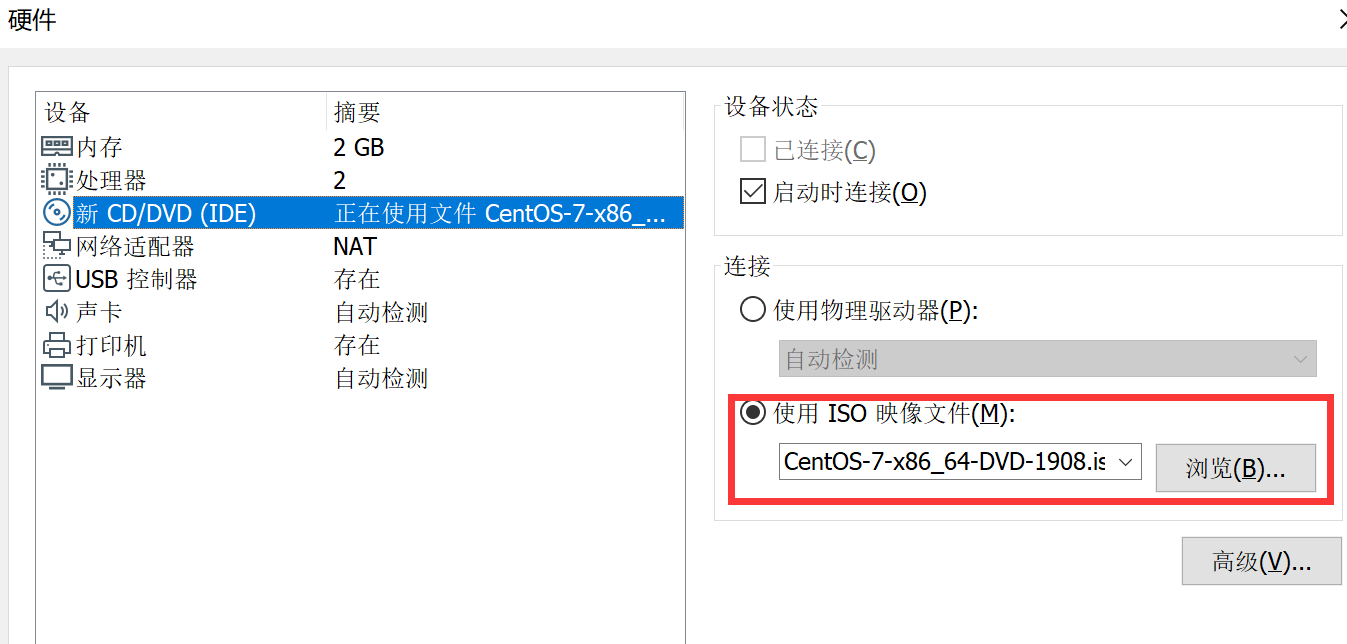 硬件
设备 摘要
内存 2 GB
处理器 2
新 CD/DVD (IDE) 正在使用文件 CentOS-7-x86_...
网络适配器 NAT
USB 控制器 存在
声卡 自动检测
打印机 存在
显示器 自动检测
设备状态
已连接(C)
启动时连接(O)
连接
使用物理驱动器(P):
自动检测
使用 ISO 映像文件(M):
CentOS-7-x86_64-DVD-1908.is
浏览(B)...
高级(V)...